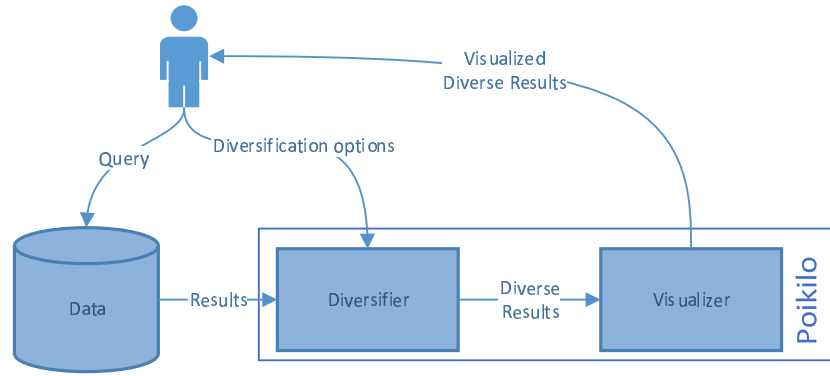 Visualized
Diverse Results
Query
Diversification options
Data
Results
Diversifier
Diverse
Results
Visualizer
Poikilo